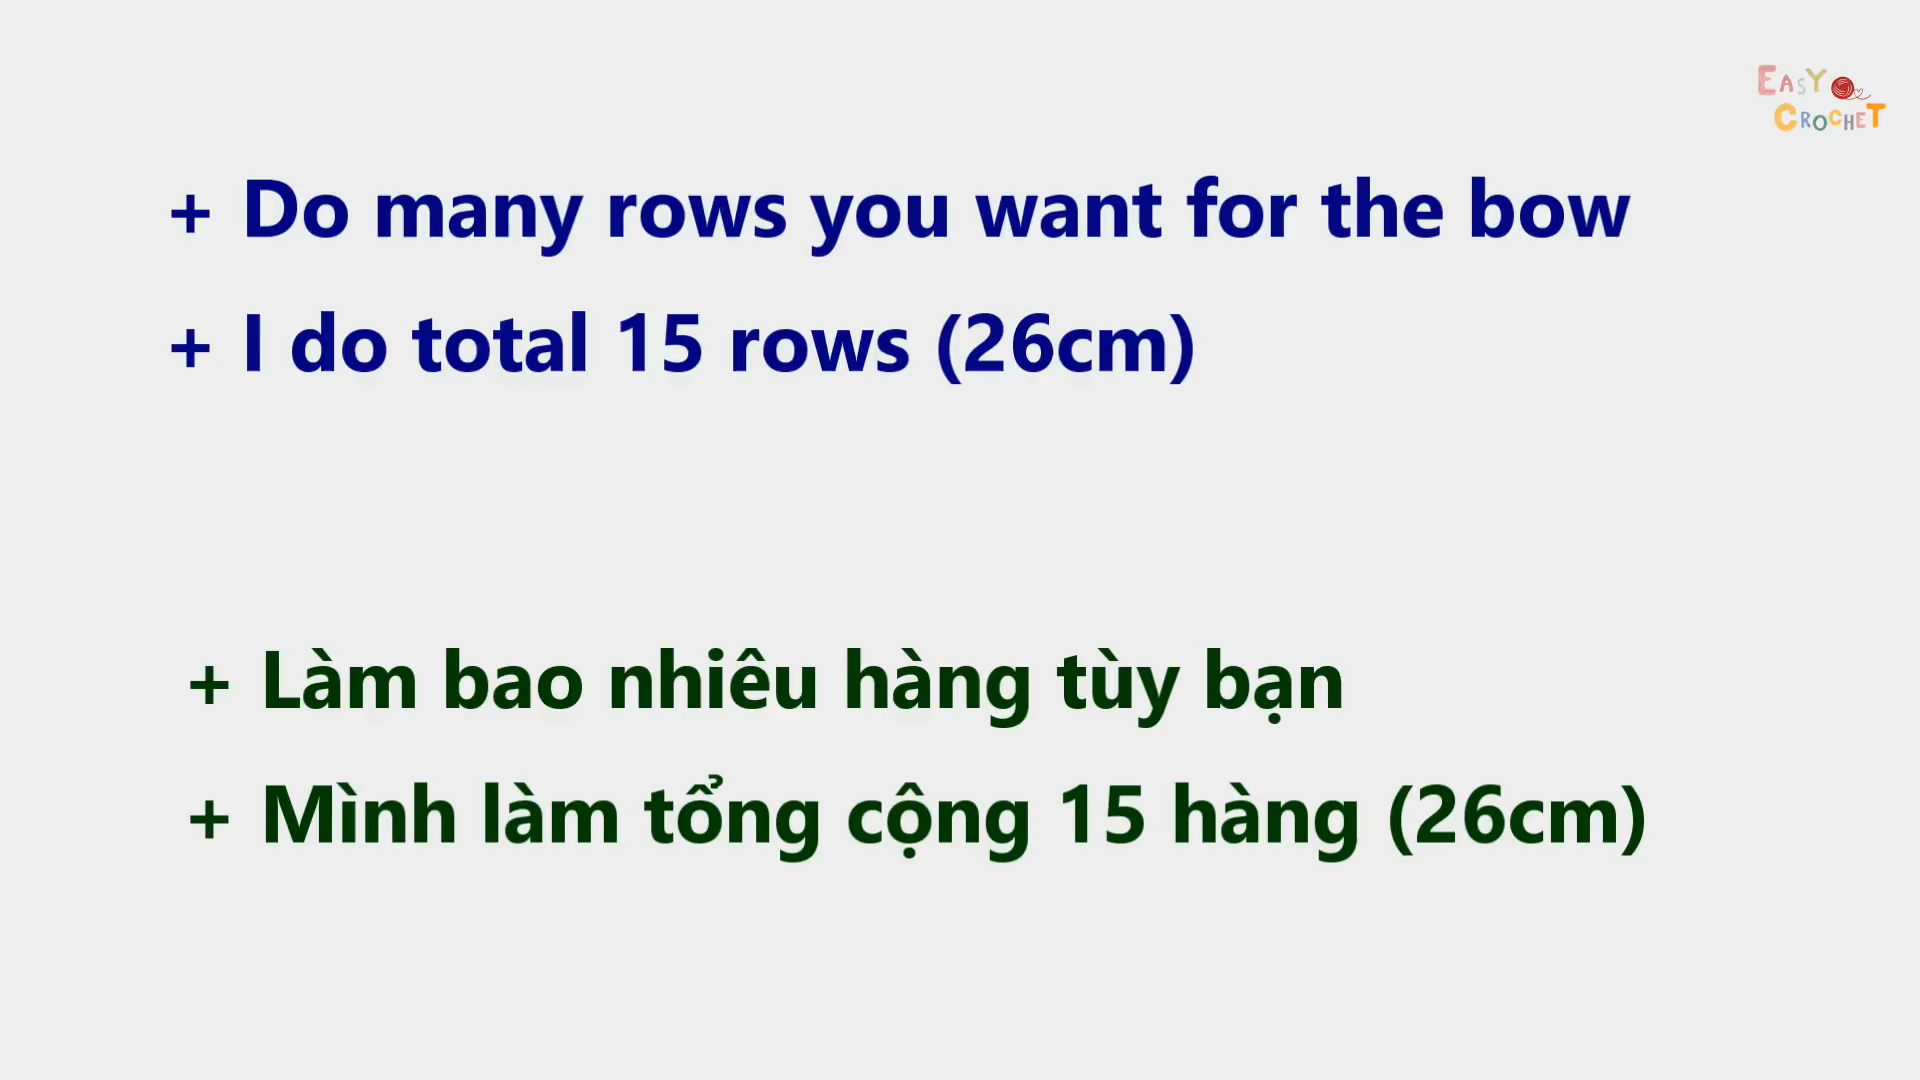 EASY
CROCHET
+ Do many rows you want for the bow
+ I do total 15 rows (26cm)
+ Làm bao nhiêu hàng tùy bạn
+ Mình làm tổng cộng 15 hàng (26cm)